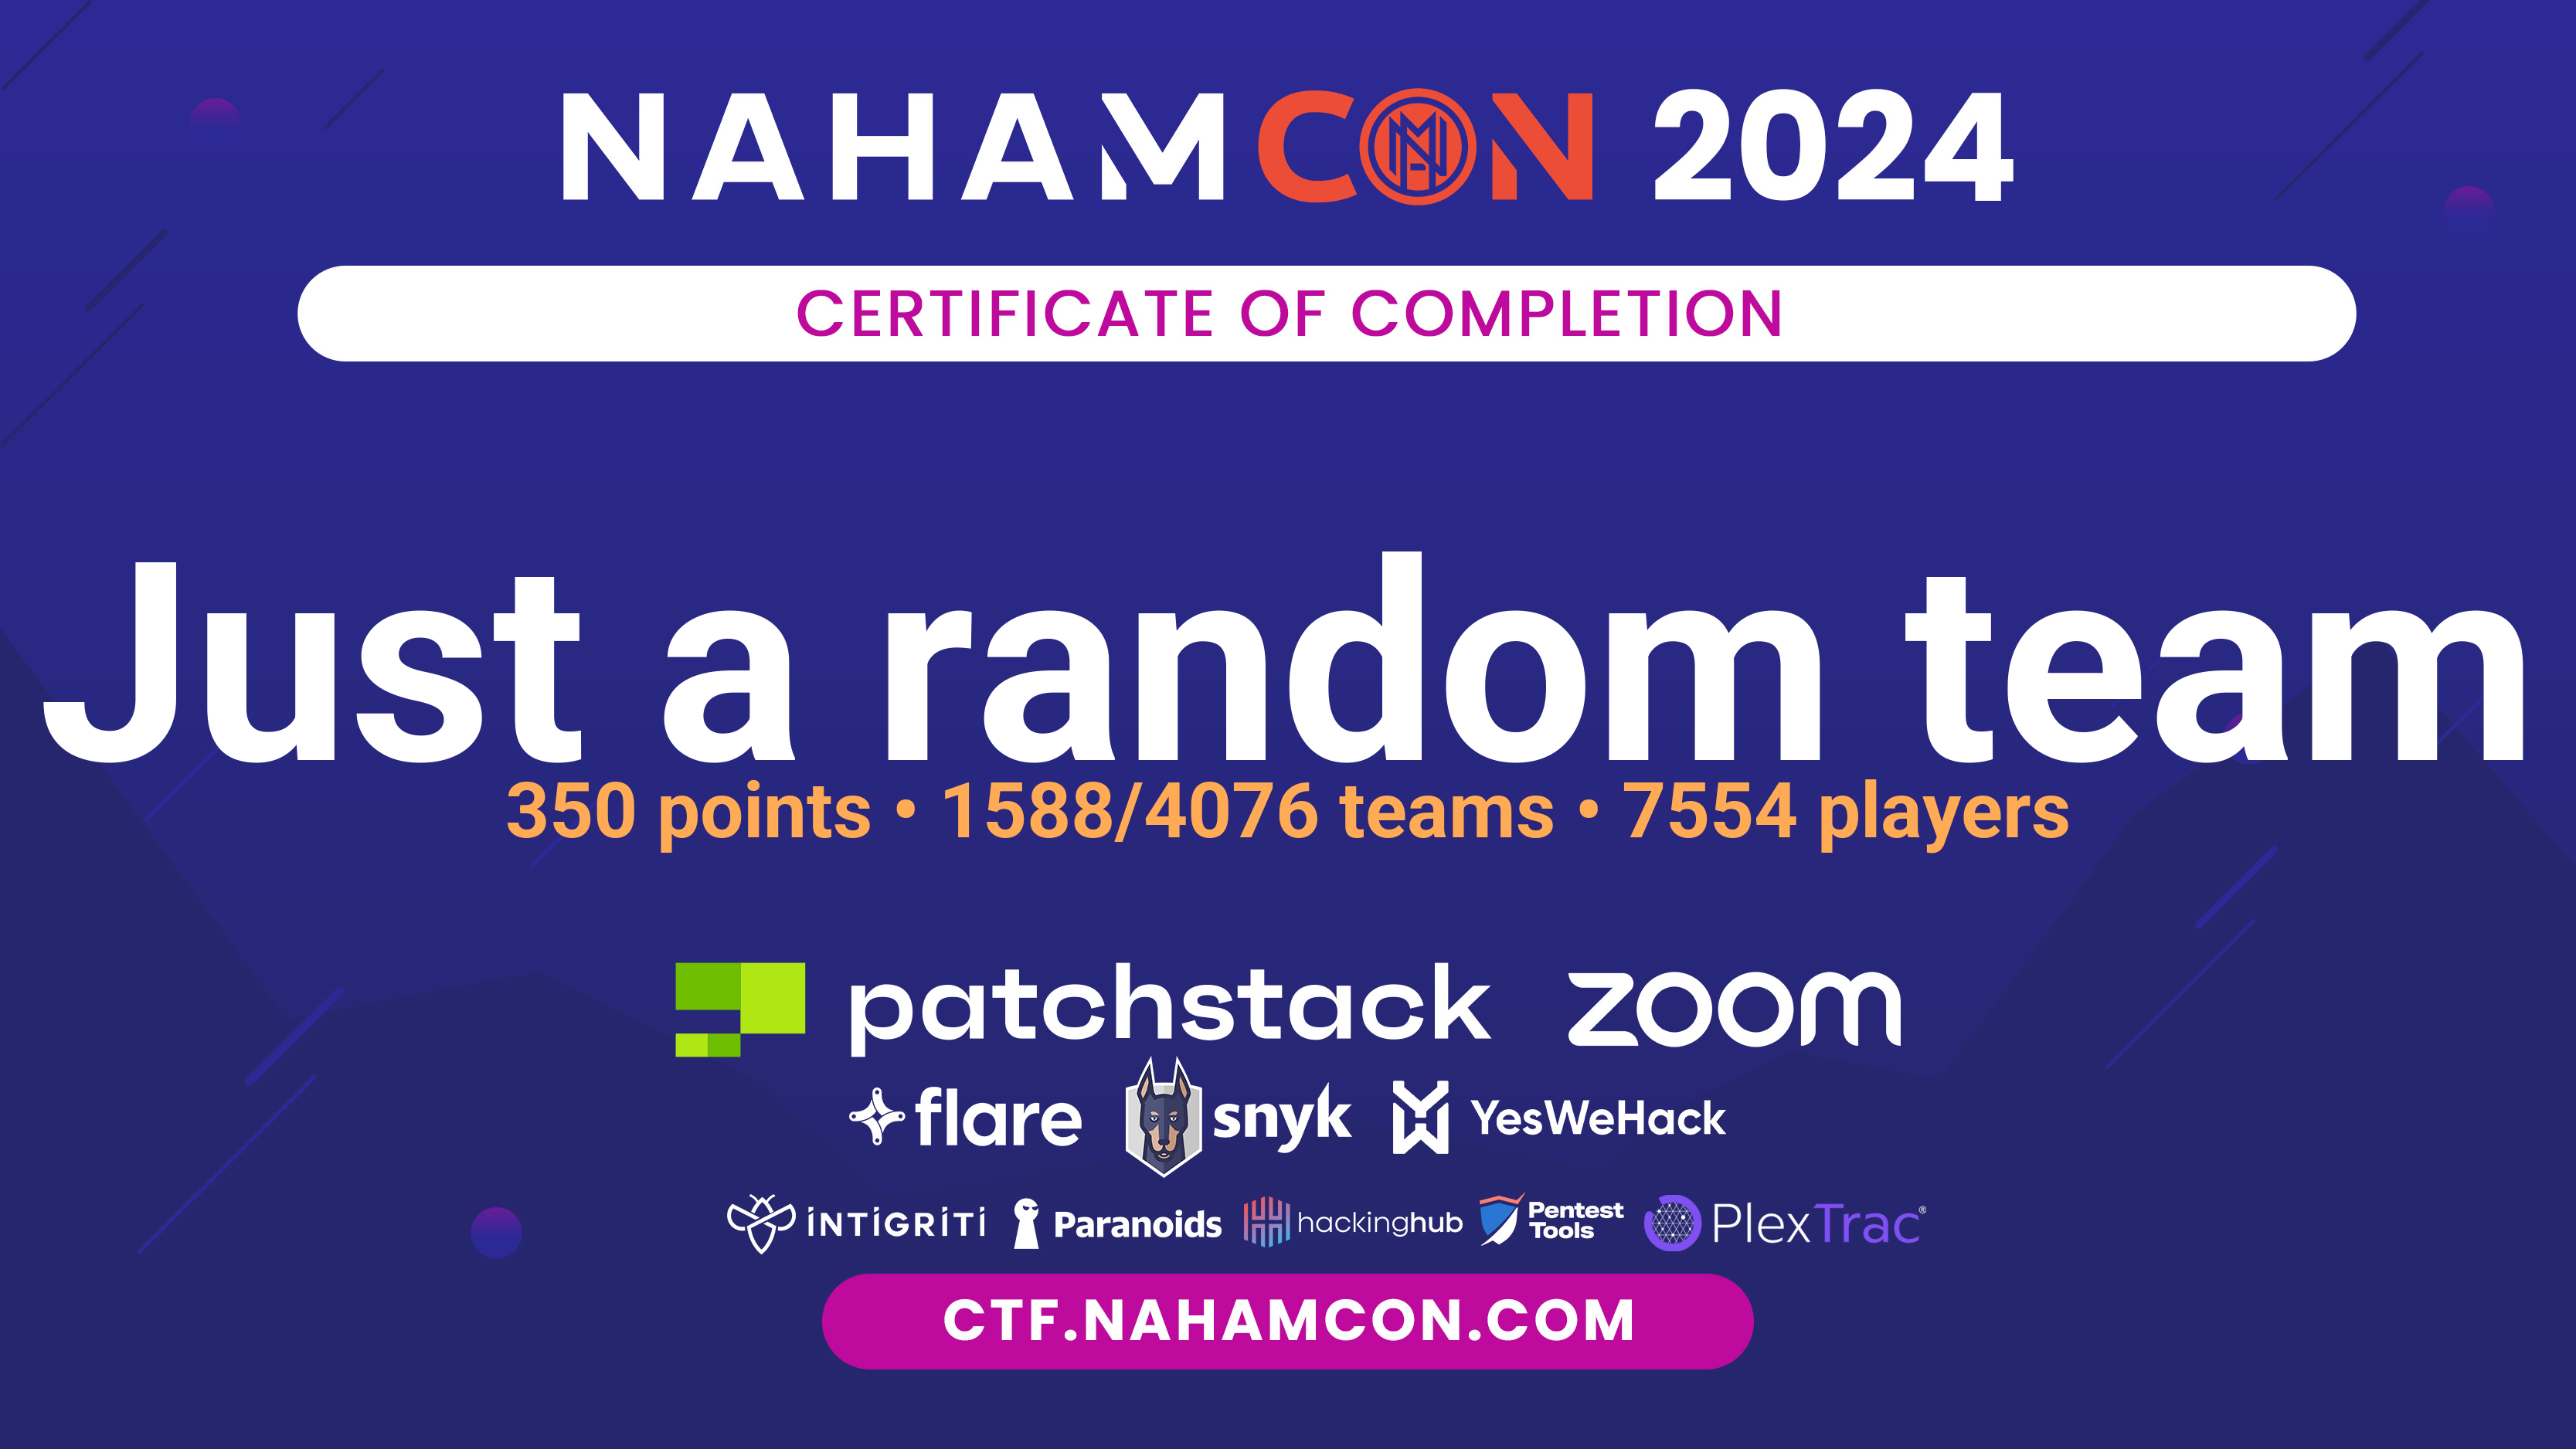 NAHAMCON 2024
CERTIFICATE OF COMPLETION
Just a random team
350 points • 1588/4076 teams • 7554 players
patchstack zoom
flare snyk YesWeHack
INTIGRITI Paranoids hackinghub Pentest Tools PlexTrac®
CTF.NAHAMCON.COM